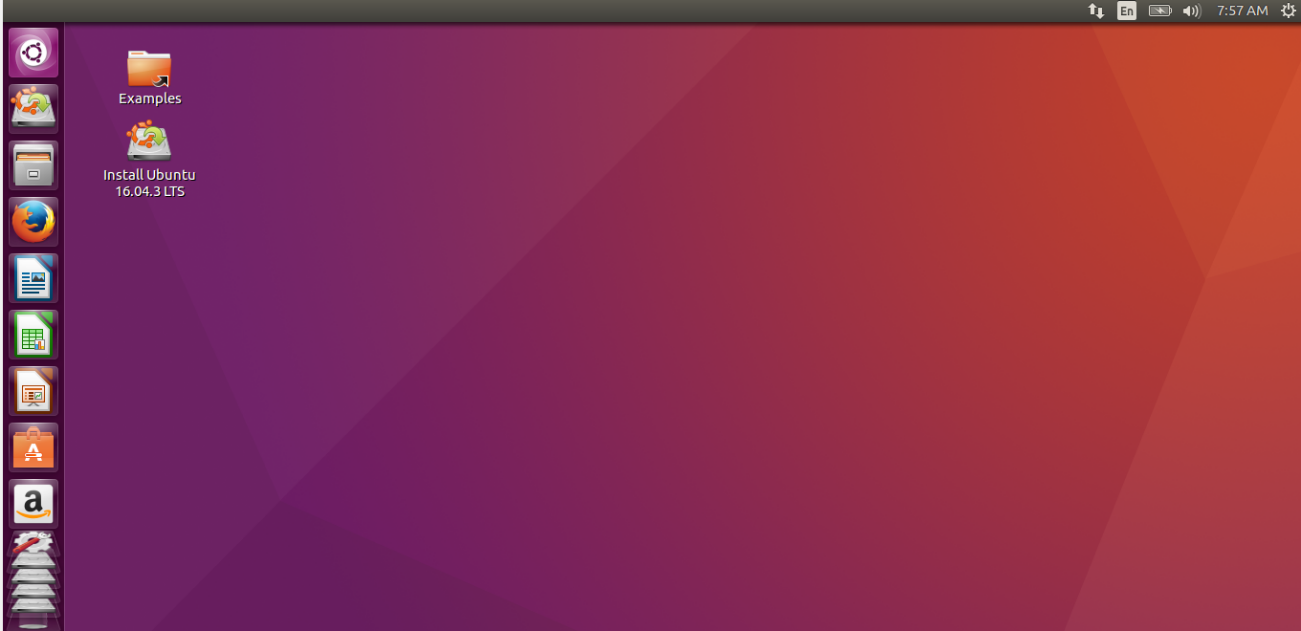 En
7:57 AM
Examples
Install Ubuntu
16.04.3 LTS
a